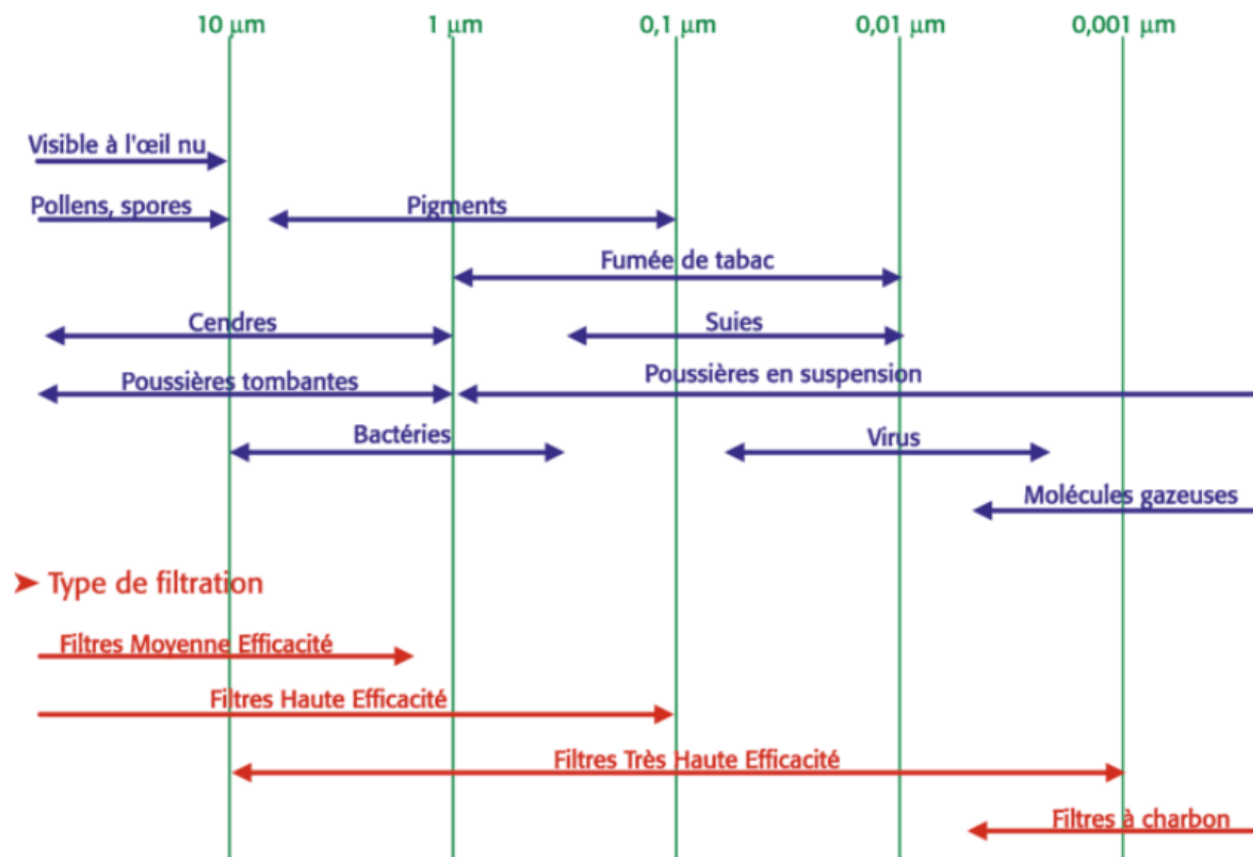 10 µm 1 µm 0,1 µm 0,01 µm 0,001 µm
Visible à l'œil nu
Pollens, spores Pigments
Fumée de tabac
Cendres Suies
Poussières tombantes Poussières en suspension
Bactéries Virus
Molécules gazeuses
➤ Type de filtration
Filtres Moyenne Efficacité
Filtres Haute Efficacité
Filtres Très Haute Efficacité
Filtres à charbon